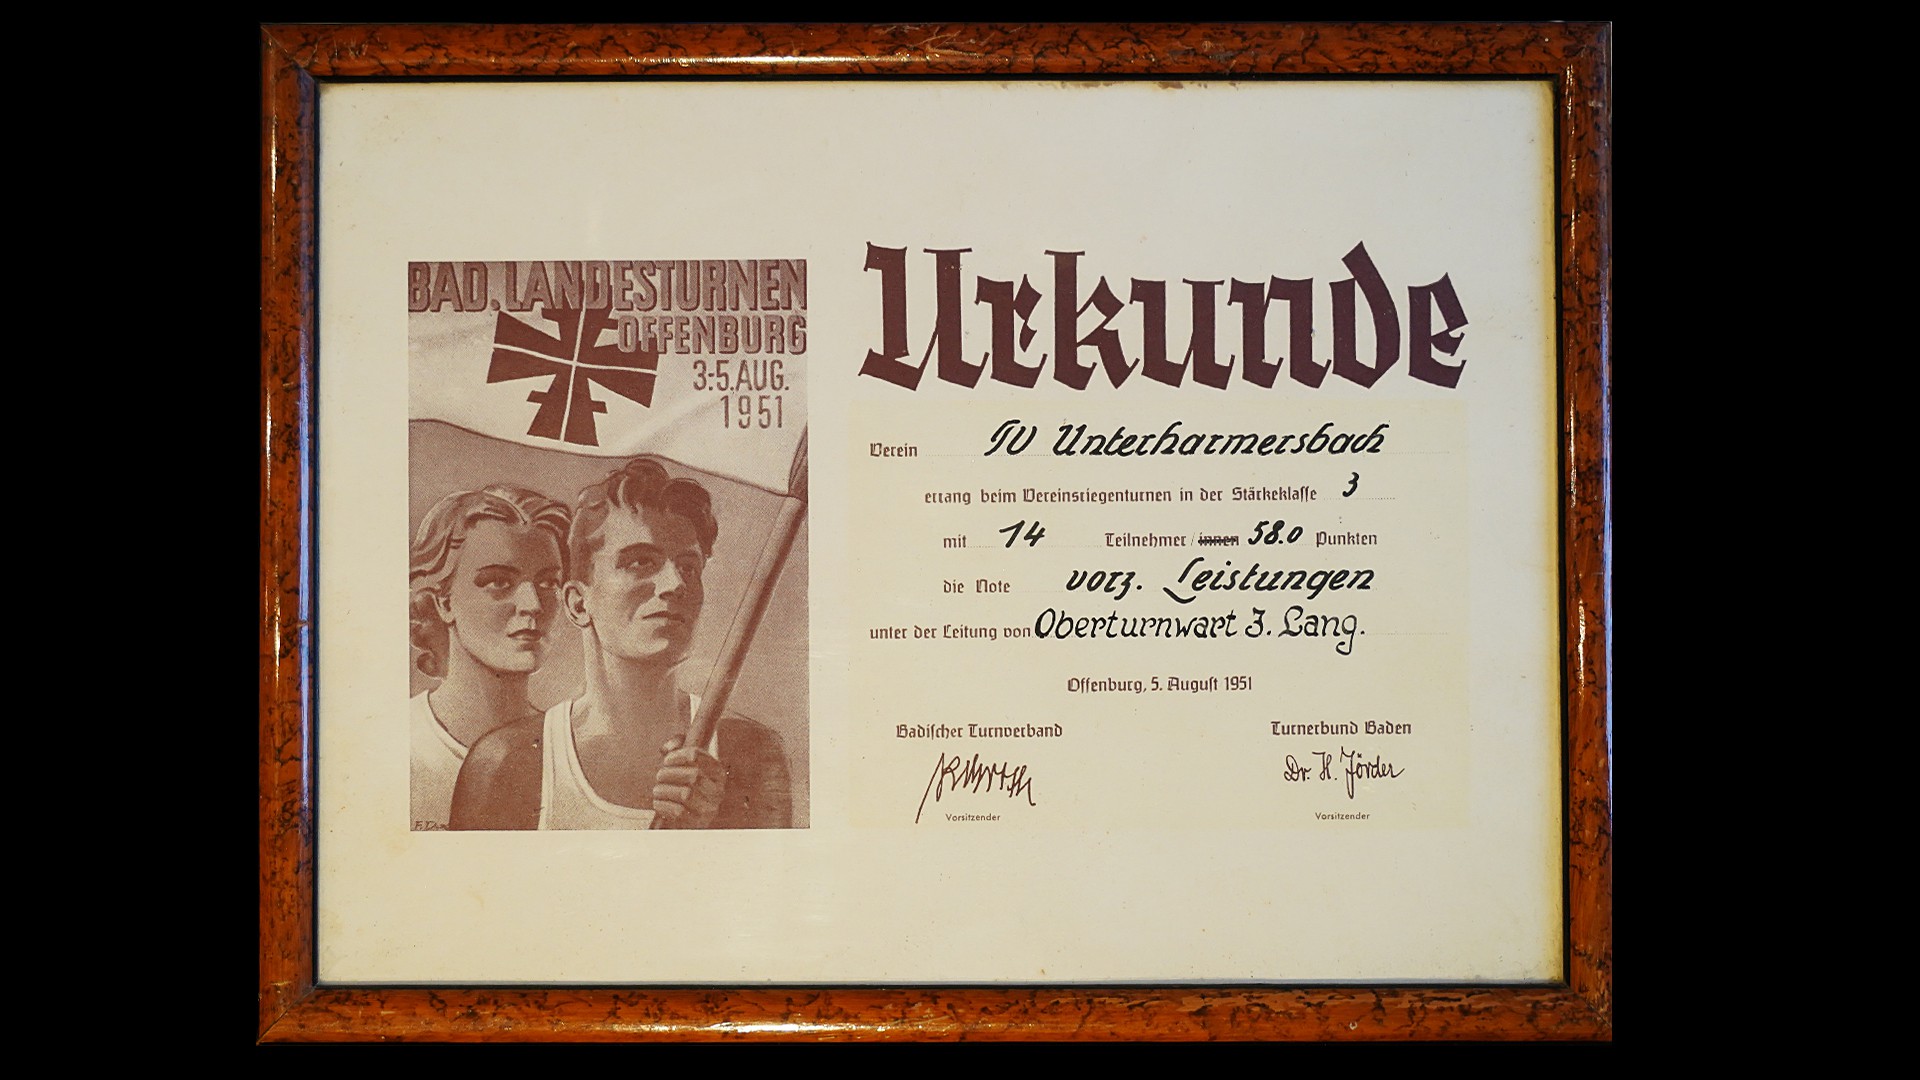 BAD. LANDESTURNEN
OFFENBURG
3.-5. AUG.
1951
Urkunde
Verein TV Unterharmersbach
errang beim Vereinsriegenturnen in der Stärkeklasse 3
mit 14 Teilnehmer/innen 58.0 Punkten
die Note vorz. Leistungen
unter der Leitung von Oberturnwart J. Lang.
Offenburg, 5. August 1951
Badischer Turnverband
Turnerbund Baden
Dr. H. Jörder
Vorsitzender
Vorsitzender